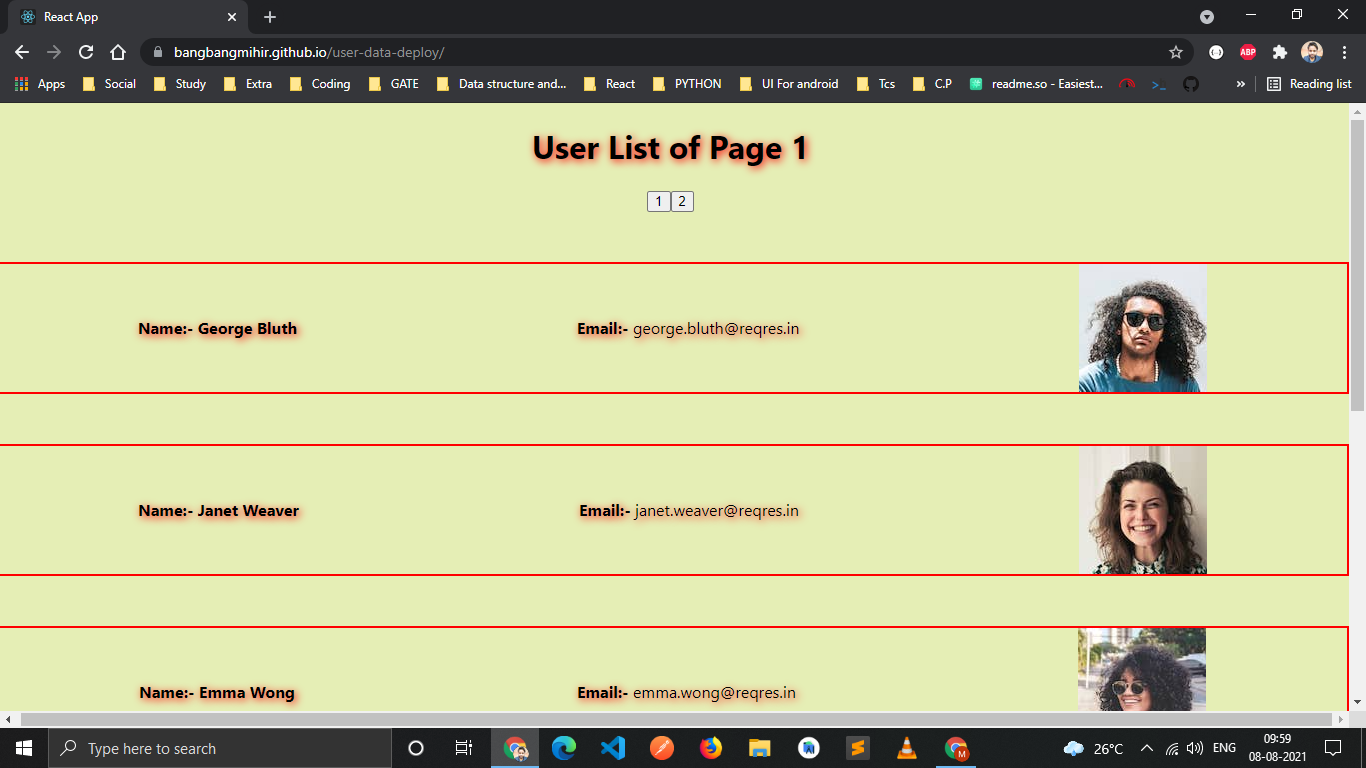 React App
bangbangmihir.github.io/user-data-deploy/
ABP
Apps Social Study Extra Coding GATE Data structure and... React PYTHON UI For android Tcs C.P readme.so - Easiest... » Reading list
User List of Page 1
1 2
Name:- George Bluth Email:- george.bluth@reqres.in
Name:- Janet Weaver Email:- janet.weaver@reqres.in
Name:- Emma Wong Email:- emma.wong@reqres.in
Type here to search
M
26°C ENG 09:59
08-08-2021